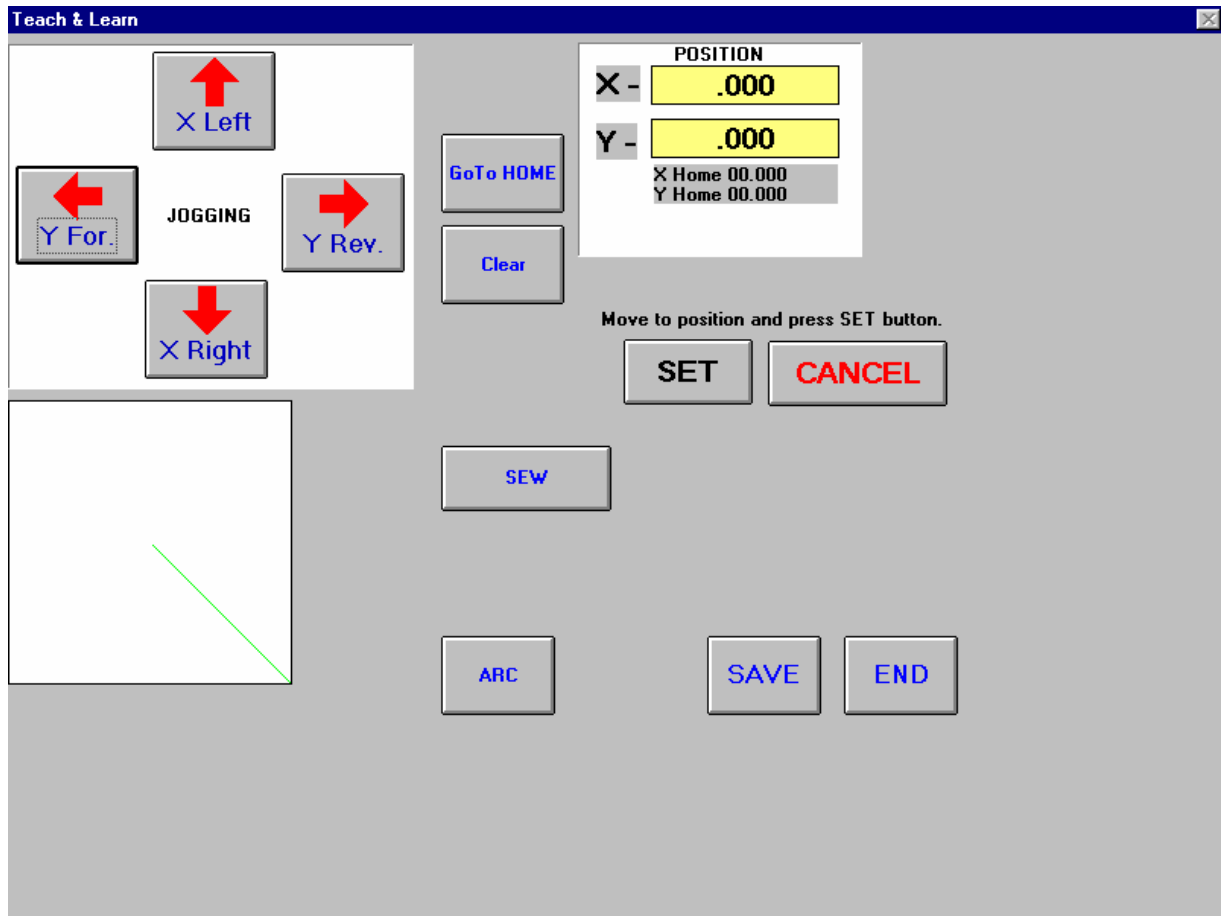 Teach & Learn
X Left
Y For.
JOGGING
Y Rev.
X Right
GoTo HOME
Clear
POSITION
X - .000
Y - .000
X Home 00.000
Y Home 00.000
Move to position and press SET button.
SET
CANCEL
SEW
ARC
SAVE
END